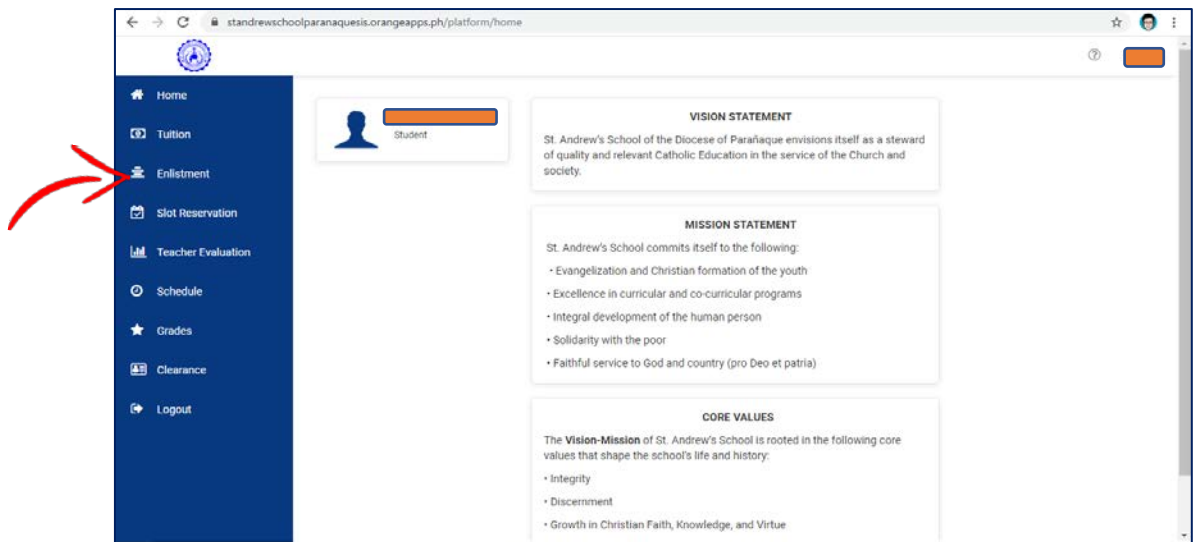 standrewschoolparanaquesis.orangeapps.ph/platform/home
Home
Tuition
Enlistment
Slot Reservation
Teacher Evaluation
Schedule
Grades
Clearance
Logout
Student
VISION STATEMENT
St. Andrew's School of the Diocese of Parañaque envisions itself as a steward
of quality and relevant Catholic Education in the service of the Church and
society.
MISSION STATEMENT
St. Andrew's School commits itself to the following:
• Evangelization and Christian formation of the youth
• Excellence in curricular and co-curricular programs
• Integral development of the human person
• Solidarity with the poor
• Faithful service to God and country (pro Deo et patria)
CORE VALUES
The Vision-Mission of St. Andrew's School is rooted in the following core
values that shape the school's life and history:
• Integrity
• Discernment
• Growth in Christian Faith, Knowledge, and Virtue